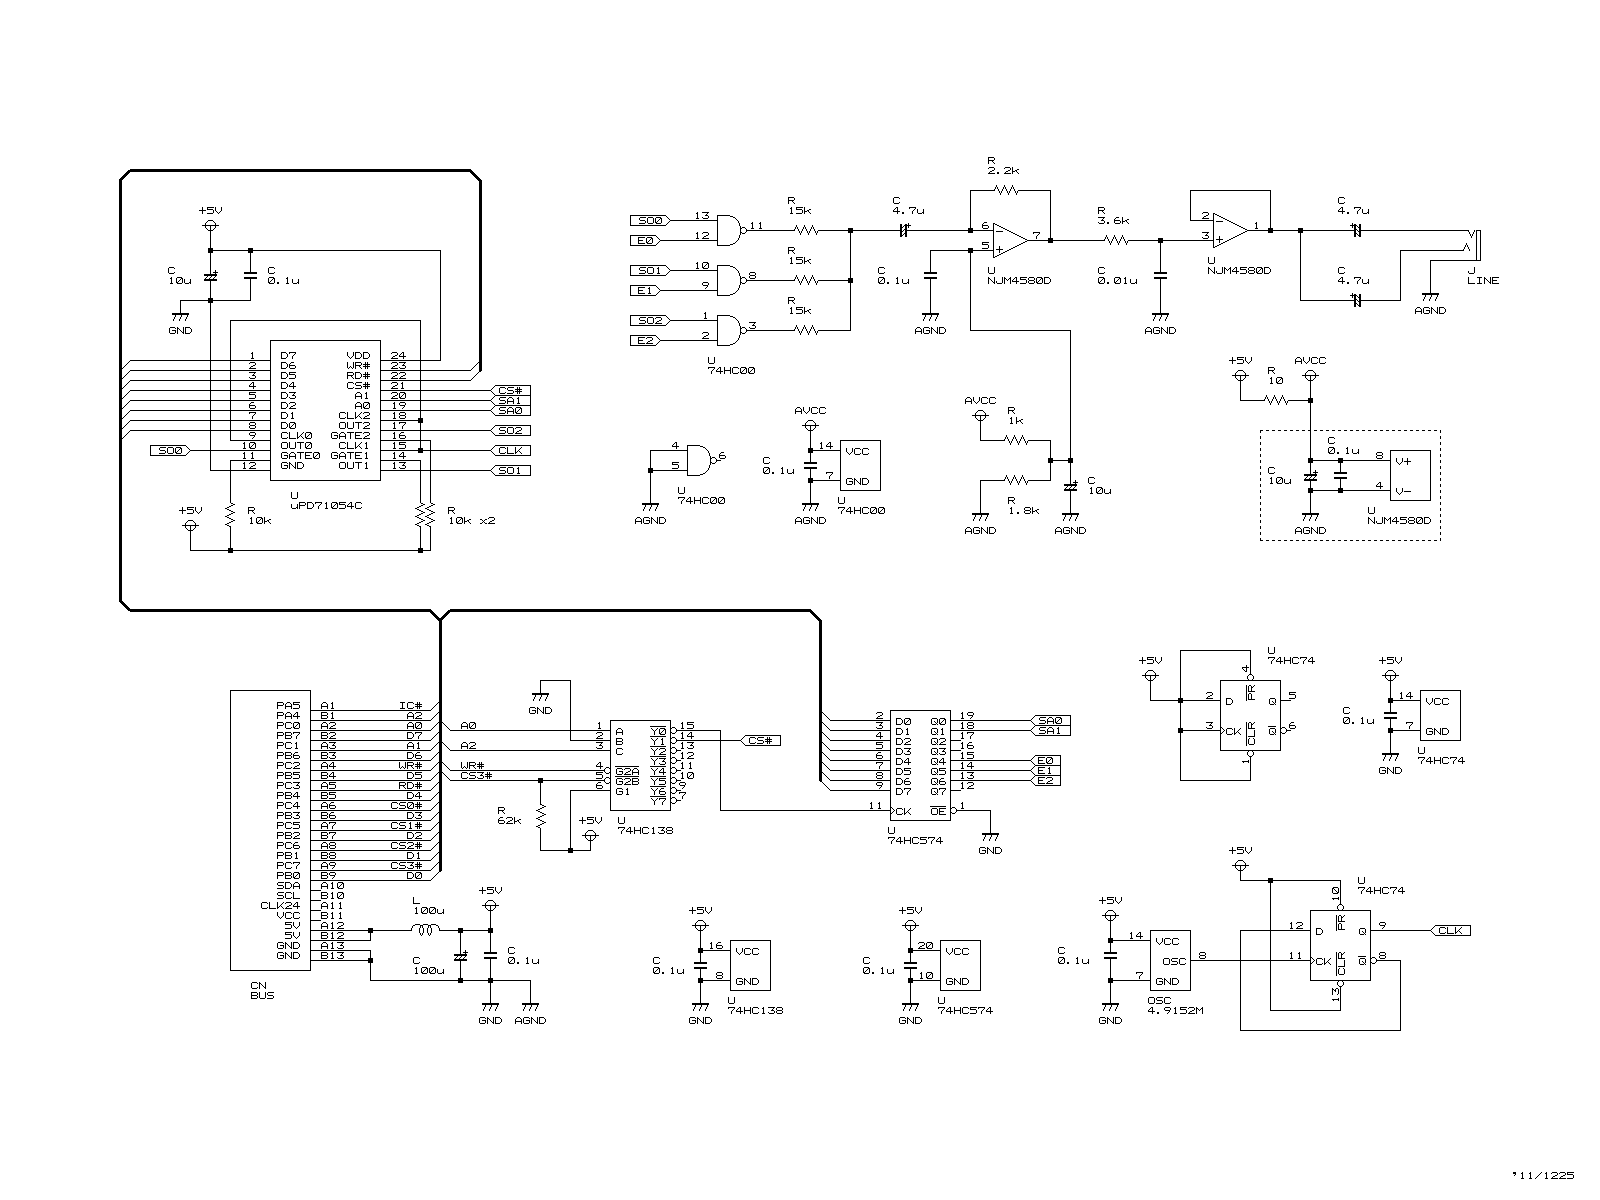 +5V
C
10u
C
0.1u
GND
1 D7 VDD 24
2 D6 WR# 23
3 D5 RD# 22
4 D4 CS# 21 CS#
5 D3 A1 20 SA1
6 D2 A0 19 SA0
7 D1 CLK2 18
8 D0 OUT2 17 SO2
9 CLK0 GATE2 16
SO0 10 OUT0 CLK1 15 CLK
11 GATE0 GATE1 14
12 GND OUT1 13 SO1
U
uPD71054C
+5V
R
10k
R
10k x2
SO0 13
E0 12
11
R
15k
SO1 10
E1 9
8
R
15k
SO2 1
E2 2
3
R
15k
U
74HC00
C
4.7u
C
0.1u
AGND
R
2.2k
6
5
7
U
NJM4580D
R
3.6k
C
0.01u
AGND
2
3
1
U
NJM4580D
C
4.7u
C
4.7u
J
LINE
AGND
4
5
6
U
74HC00
AGND
AVCC
C
0.1u
14 VCC
7 GND
U
74HC00
AGND
AVCC
R
1k
R
1.8k
C
10u
AGND
AGND
+5V
R
10
AVCC
C
10u
C
0.1u
8 V+
4 V-
U
NJM4580D
AGND
PA5 A1 IC#
PA4 B1 A2
PC0 A2 A0
PB7 B2 D7
PC1 A3 A1
PB6 B3 D6
PC2 A4 WR#
PB5 B4 D5
PC3 A5 RD#
PB4 B5 D4
PC4 A6 CS0#
PB3 B6 D3
PC5 A7 CS1#
PB2 B7 D2
PC6 A8 CS2#
PB1 B8 D1
PC7 A9 CS3#
PB0 B9 D0
SDA A10
SCL B10
CLK24 A11
VCC B11
5V A12
5V B12
GND A13
GND B13
CN
BUS
L
100u
C
100u
+5V
C
0.1u
GND
AGND
GND
A0
A2
WR#
CS3#
R
62k
+5V
1 A Y0 15
2 B Y1 14 CS#
3 C Y2 13
Y3 12
4 G2A Y4 11
5 G2B Y5 10
6 G1 Y6 9
Y7 7
U
74HC138
2 D0 Q0 19 SA0
3 D1 Q1 18 SA1
4 D2 Q2 17
5 D3 Q3 16
6 D4 Q4 15 E0
7 D5 Q5 14 E1
8 D6 Q6 13 E2
9 D7 Q7 12
11 CK OE 1
U
74HC574
GND
+5V
U
74HC74
4
2 D PR Q 5
3 CK CLR Q 6
1
+5V
C
0.1u
14 VCC
7 GND
U
74HC74
GND
+5V
C
0.1u
16 VCC
8 GND
U
74HC138
GND
+5V
C
0.1u
20 VCC
10 GND
U
74HC574
GND
+5V
C
0.1u
14 VCC
OSC 8
7 GND
OSC
4.9152M
GND
+5V
U
74HC74
10
12 D PR Q 9 CLK
11 CK CLR Q 8
13
'11/1225